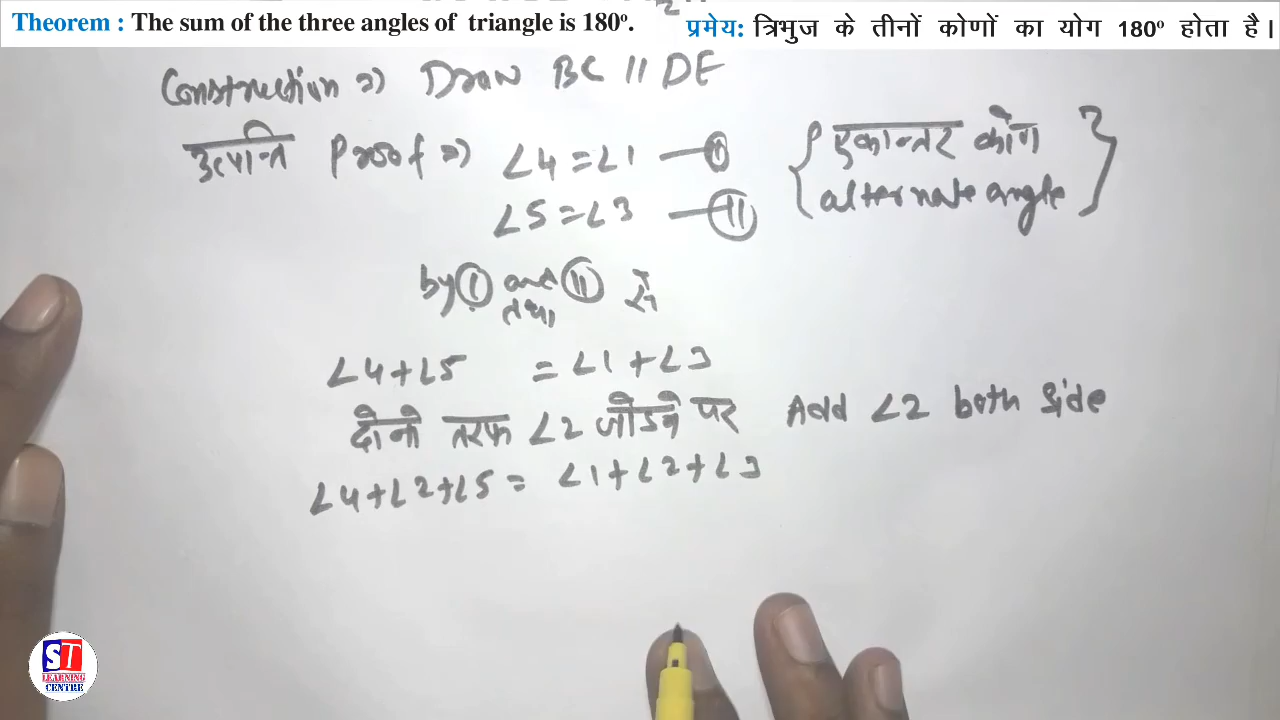 Theorem : The sum of the three angles of triangle is 180º.
प्रमेय: त्रिभुज के तीनों कोणों का योग 180º होता है।
Construction ⇒ Draw BC || DE
उत्पत्ति Proof ⇒ ∠4 = ∠1 — Ⓘ { एकान्तर कोण
∠5 = ∠3 — Ⓘⓘ alternate angle }
by Ⓘ and Ⓘⓘ से
तथा
∠4+∠5 = ∠1+∠3
दोनो तरफ ∠2 जोडने पर Add ∠2 both side
∠4+∠2+∠5 = ∠1+∠2+∠3
ST
LEARNING
CENTRE